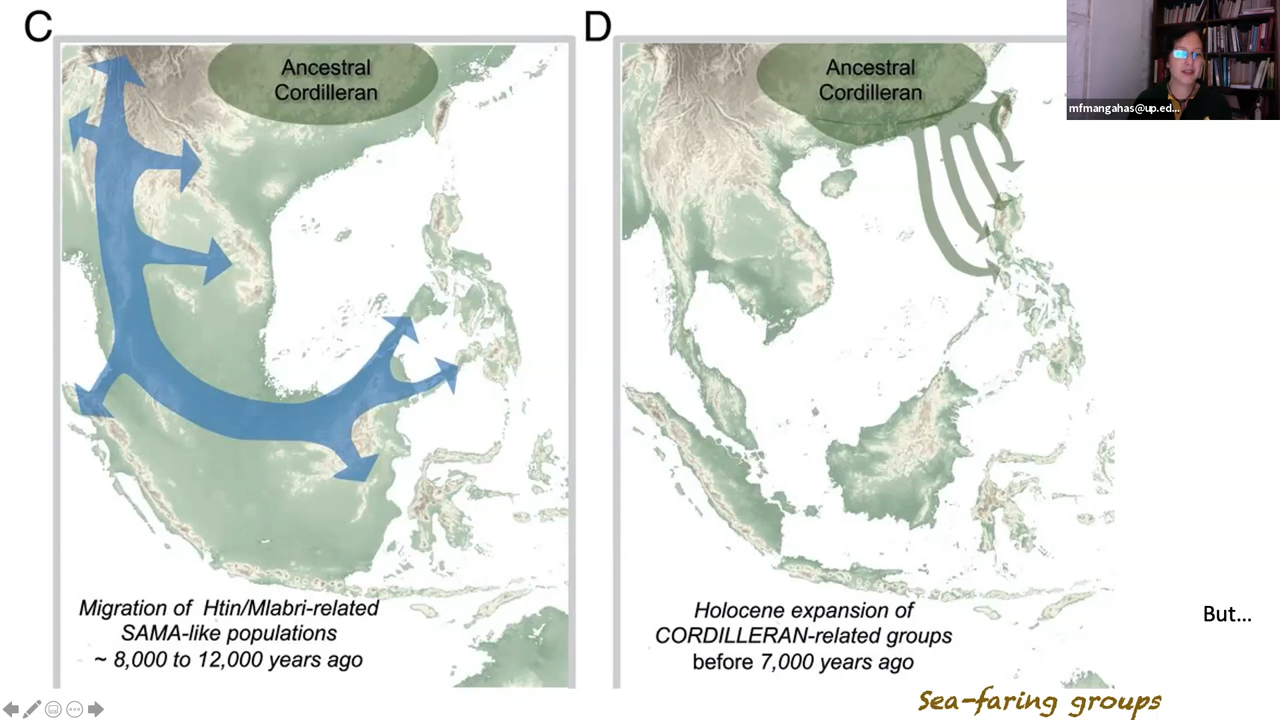 C
Ancestral
Cordilleran
Migration of Htin/Mlabri-related
SAMA-like populations
~ 8,000 to 12,000 years ago
D
Ancestral
Cordilleran
Holocene expansion of
CORDILLERAN-related groups
before 7,000 years ago
mfmangahas@up.ed...
But...
Sea-faring groups